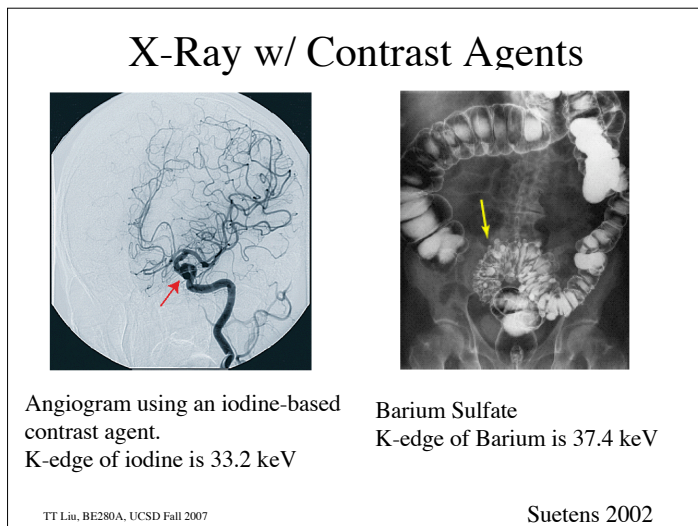 X-Ray w/ Contrast Agents
Angiogram using an iodine-based
contrast agent.
K-edge of iodine is 33.2 keV
Barium Sulfate
K-edge of Barium is 37.4 keV
TT Liu, BE280A, UCSD Fall 2007
Suetens 2002